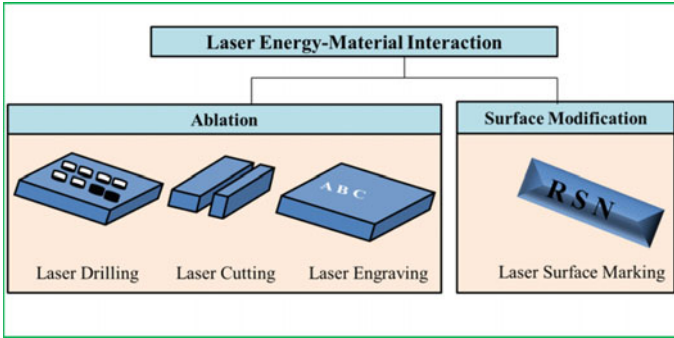 Laser Energy-Material Interaction
Ablation
Surface Modification
A B C
R S N
Laser Drilling
Laser Cutting
Laser Engraving
Laser Surface Marking